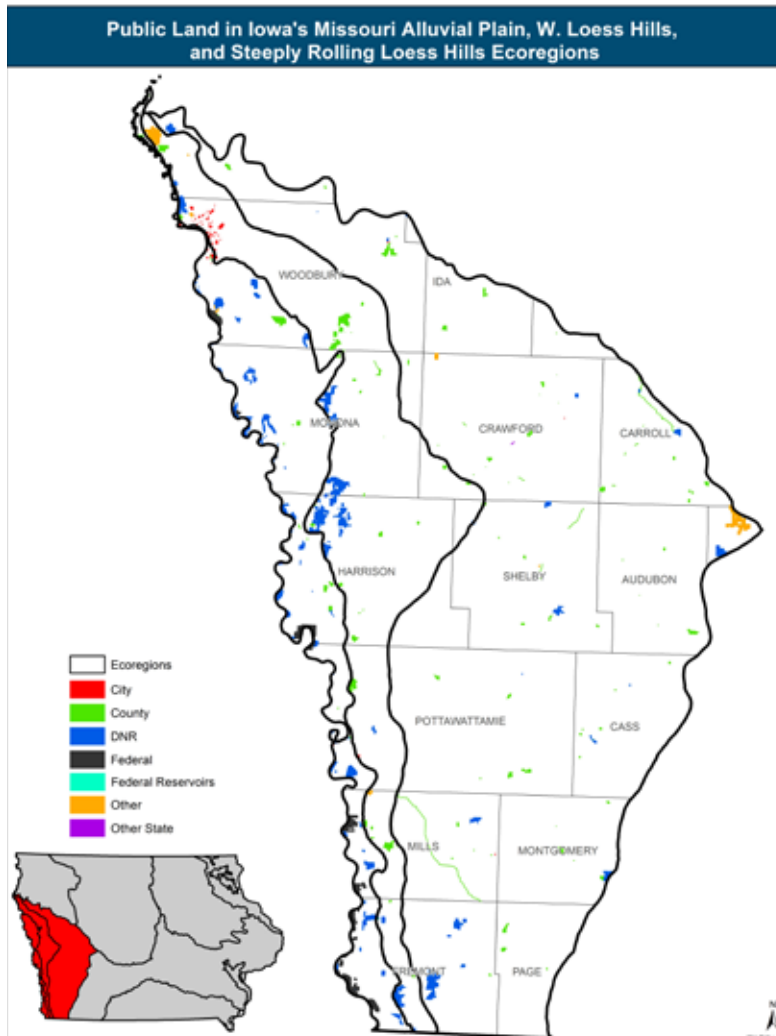 Public Land in Iowa's Missouri Alluvial Plain, W. Loess Hills,
and Steeply Rolling Loess Hills Ecoregions
WOODBURY
IDA
MONONA
CRAWFORD
CARROLL
HARRISON
SHELBY
AUDUBON
Ecoregions
City
County
DNR
Federal
Federal Reservoirs
Other
Other State
POTTAWATTAMIE
CASS
MILLS
MONTGOMERY
FREMONT
PAGE
N